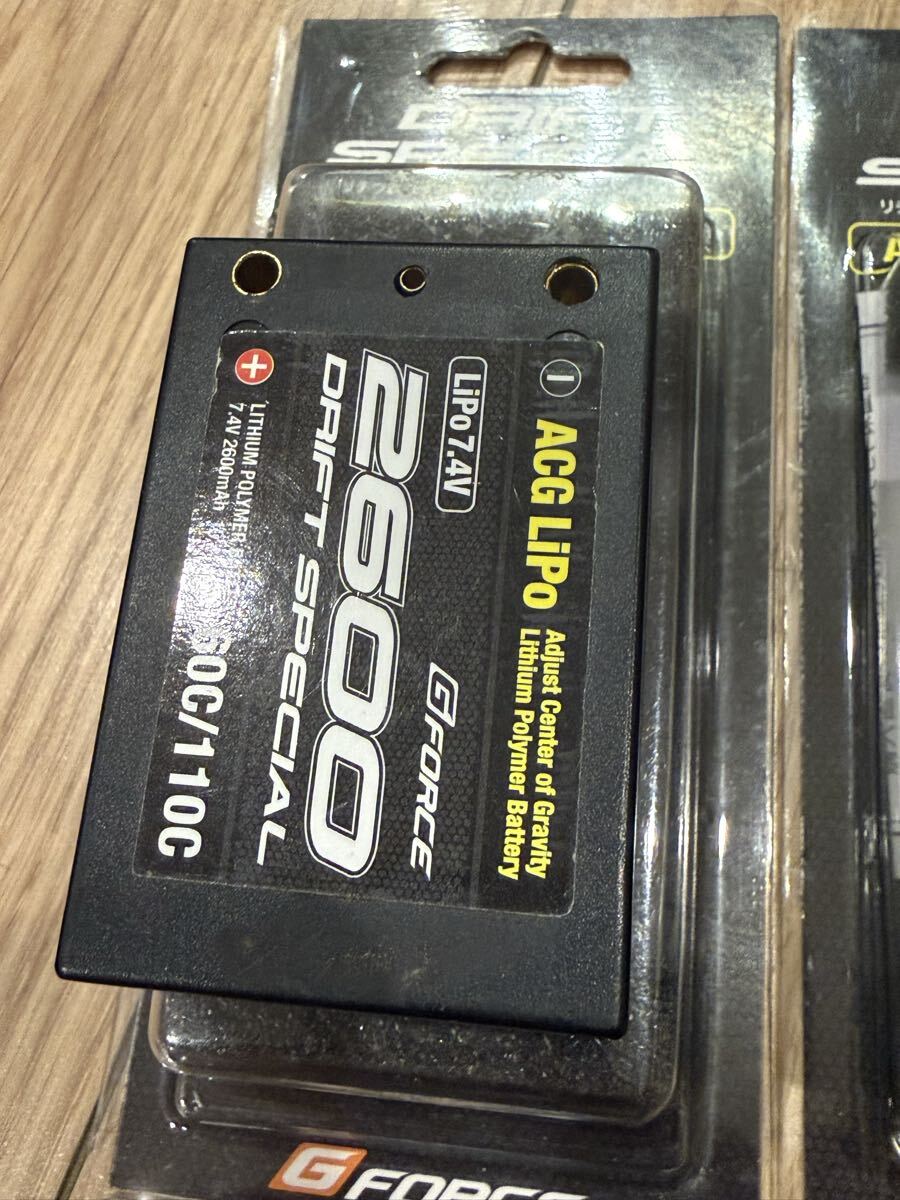 DRIFT
SPECIAL
ACG LiPo
Adjust Center of Gravity
Lithium Polymer Battery
LiPo 7.4V
G FORCE
2600
DRIFT SPECIAL
LITHIUM-POLYMER
7.4V 2600mAh
0C/110C
+
−
G FORCE
S
リ
A